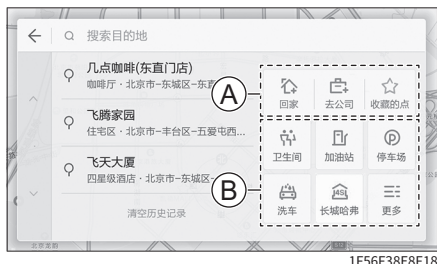 搜索目的地
几点咖啡(东直门店)
咖啡厅·北京市-东城区-东直
A
回家
去公司
收藏的点
飞腾家园
住宅区·北京市-丰台区-五爱屯西...
卫生间
加油站
停车场
飞天大厦
四星级酒店·北京市-东城区-
B
4S
洗车
长城哈弗
更多
清空历史记录
北京龙韵
1E56F38E8E18